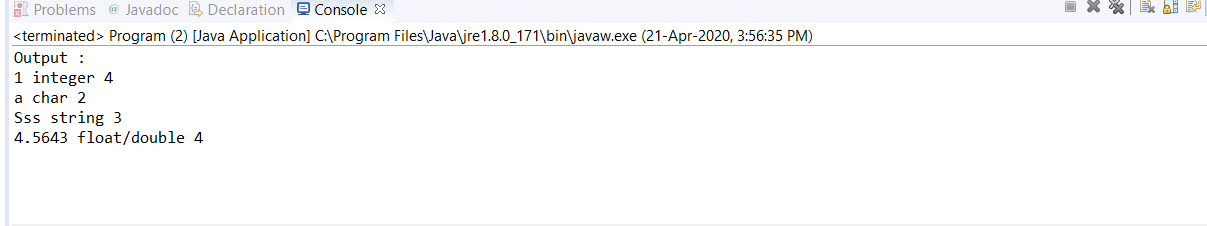 Problems @ Javadoc Declaration Console
<terminated> Program (2) [Java Application] C:\Program Files\Java\jre1.8.0_171\bin\javaw.exe (21-Apr-2020, 3:56:35 PM)
Output :
1 integer 4
a char 2
Sss string 3
4.5643 float/double 4